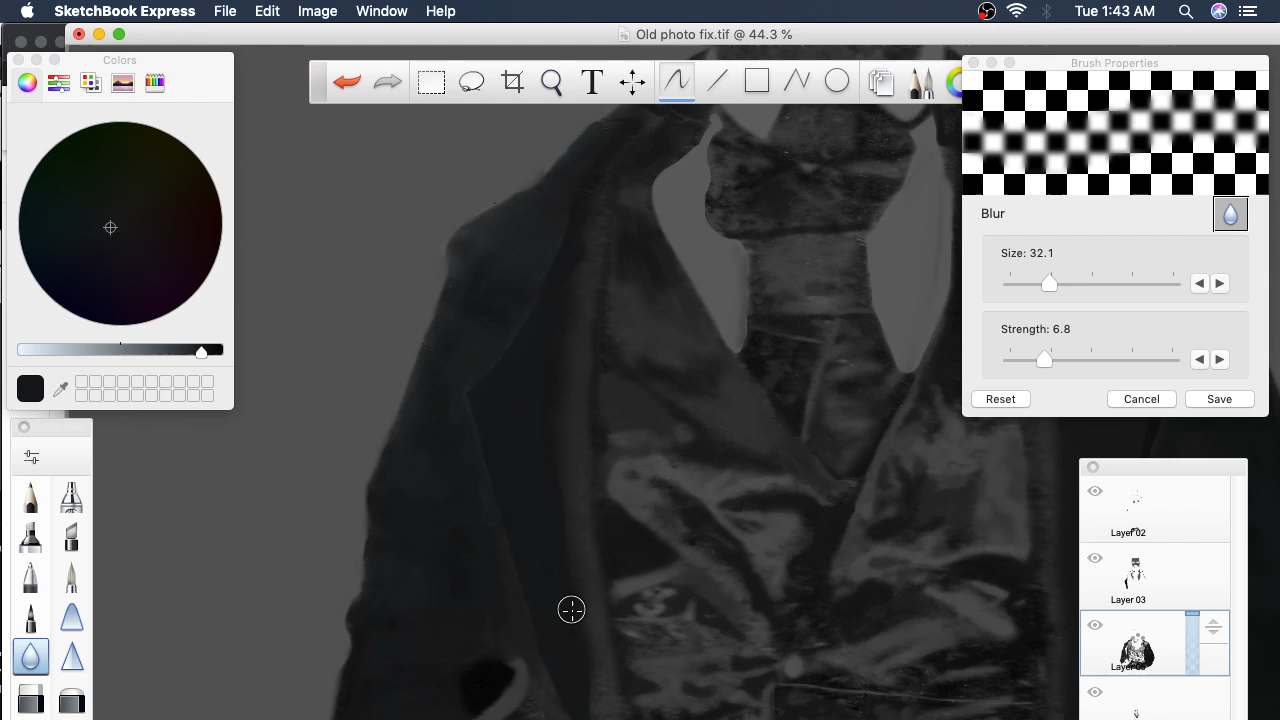 SketchBook Express File Edit Image Window Help Tue 1:43 AM
Old photo fix.tif @ 44.3 %
Colors
Brush Properties
T
Blur
Size: 32.1
Strength: 6.8
Reset Cancel Save
Layer 02
Layer 03